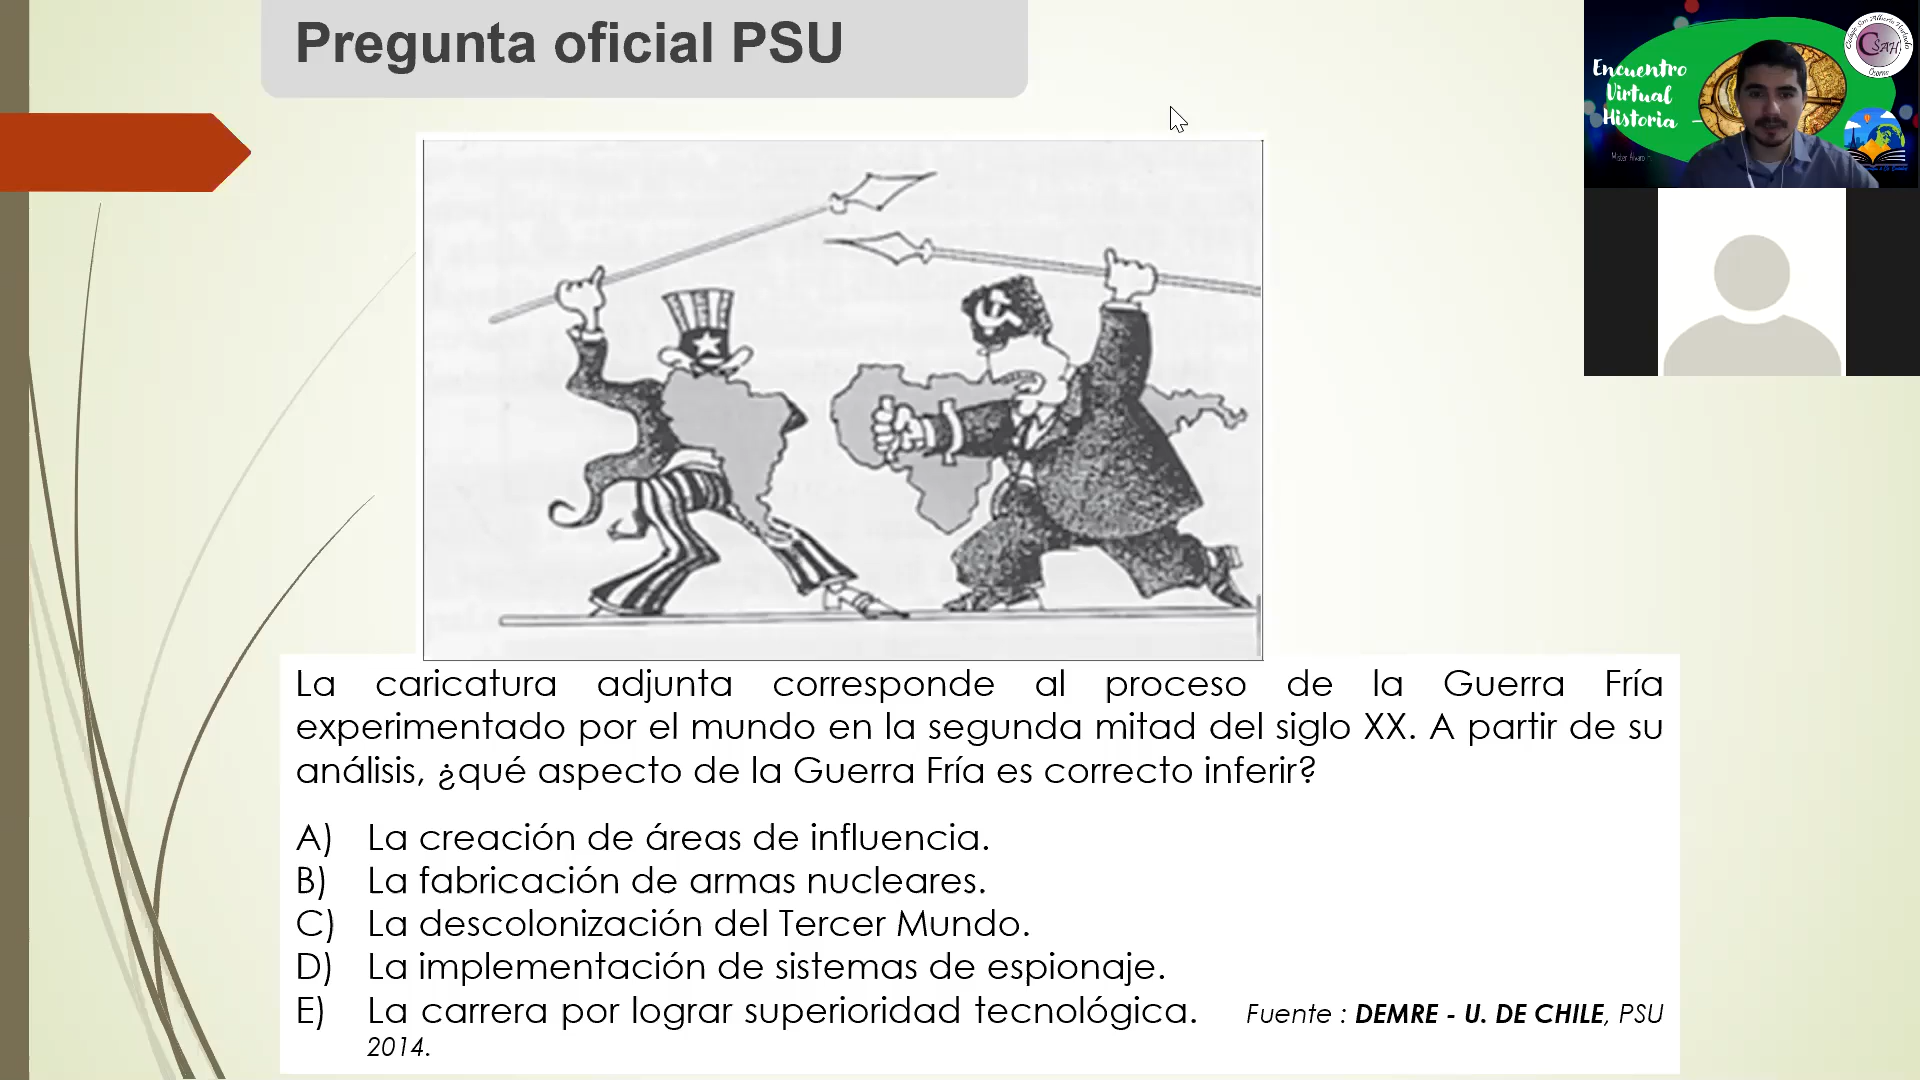 Pregunta oficial PSU
Encuentro
Virtual
Historia
La caricatura adjunta corresponde al proceso de la Guerra Fría
experimentado por el mundo en la segunda mitad del siglo XX. A partir de su
análisis, ¿qué aspecto de la Guerra Fría es correcto inferir?
A) La creación de áreas de influencia.
B) La fabricación de armas nucleares.
C) La descolonización del Tercer Mundo.
D) La implementación de sistemas de espionaje.
E) La carrera por lograr superioridad tecnológica. Fuente : DEMRE - U. DE CHILE, PSU
2014.